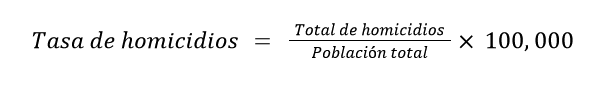 Tasa de homicidios = Total de homicidios / Población total × 100,000